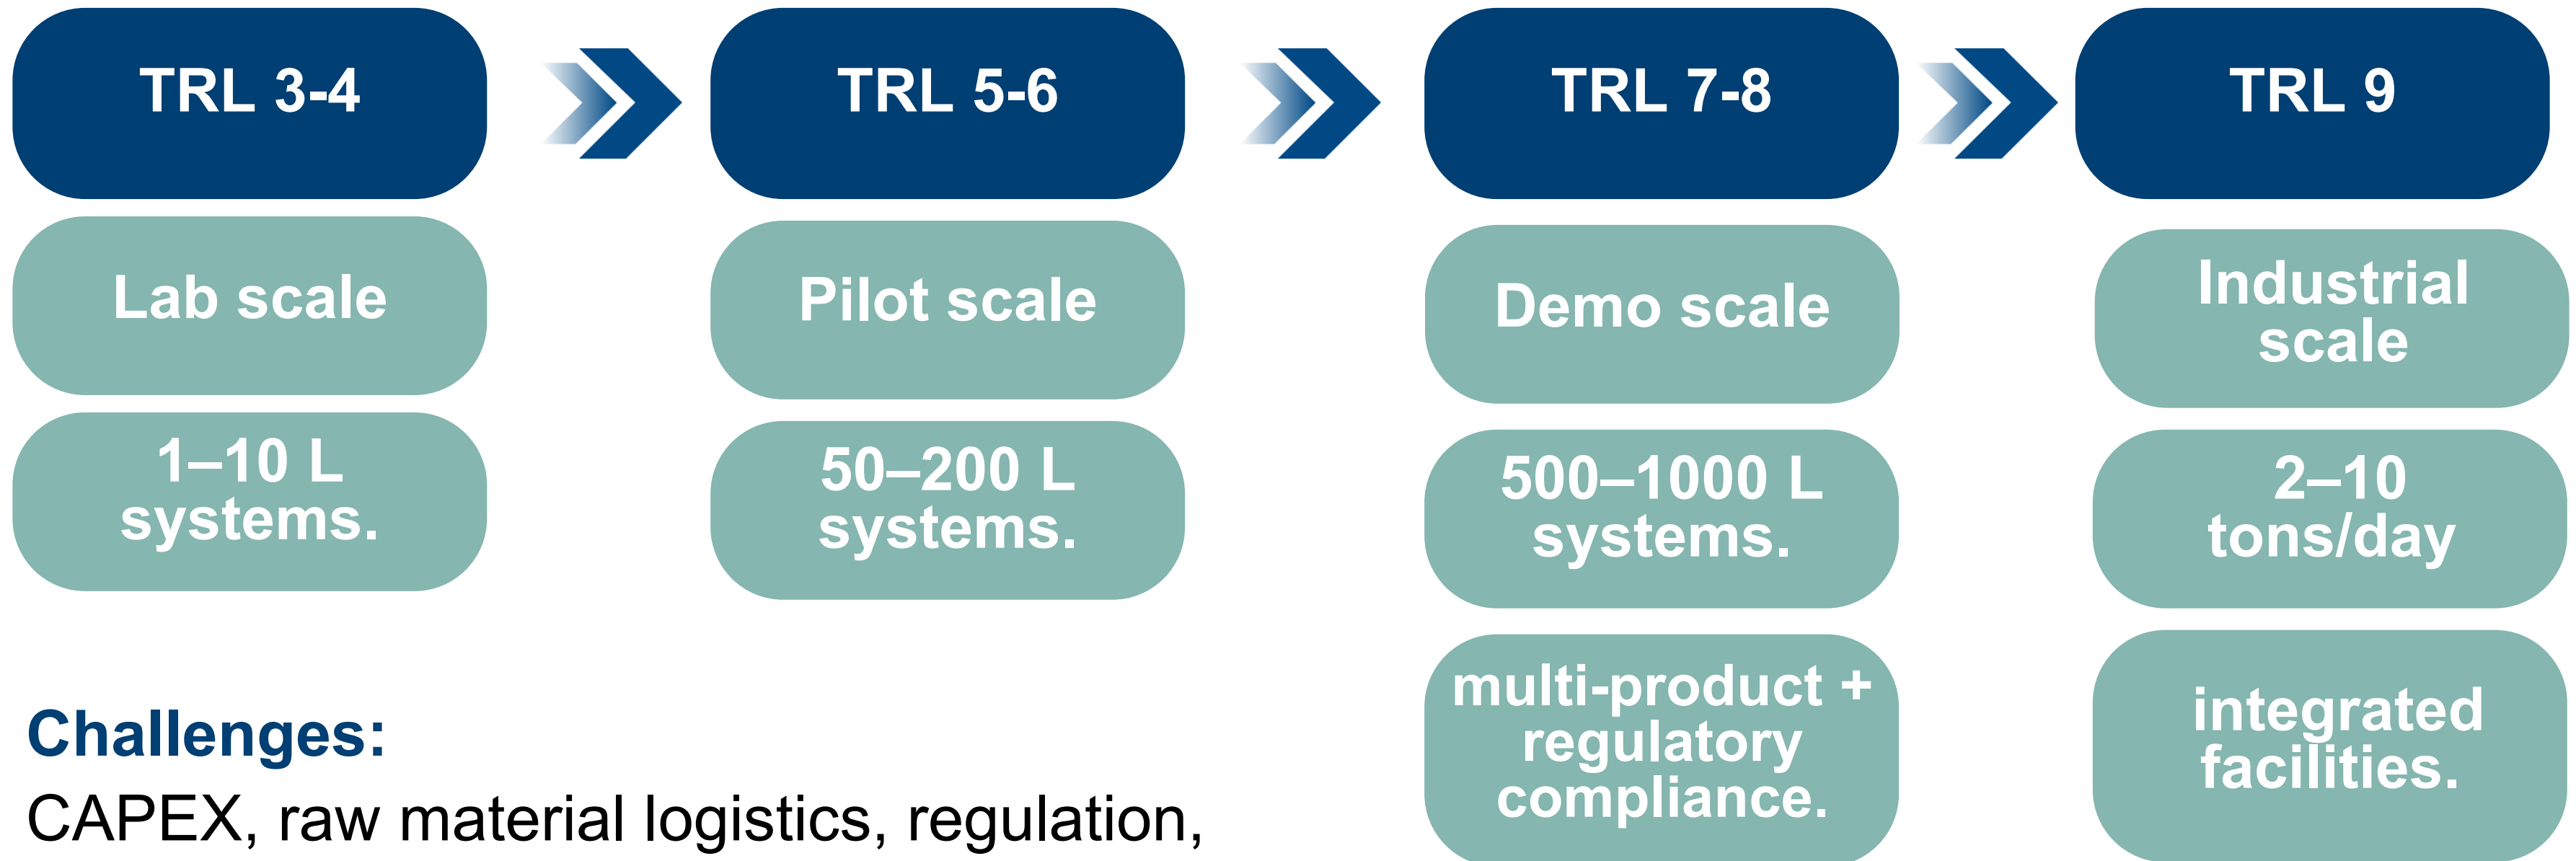 TRL 3-4
TRL 5-6
TRL 7-8
TRL 9
Lab scale
Pilot scale
Demo scale
Industrial
scale
1–10 L
systems.
50–200 L
systems.
500–1000 L
systems.
2–10
tons/day
multi-product +
regulatory
compliance.
integrated
facilities.
Challenges:
CAPEX, raw material logistics, regulation,